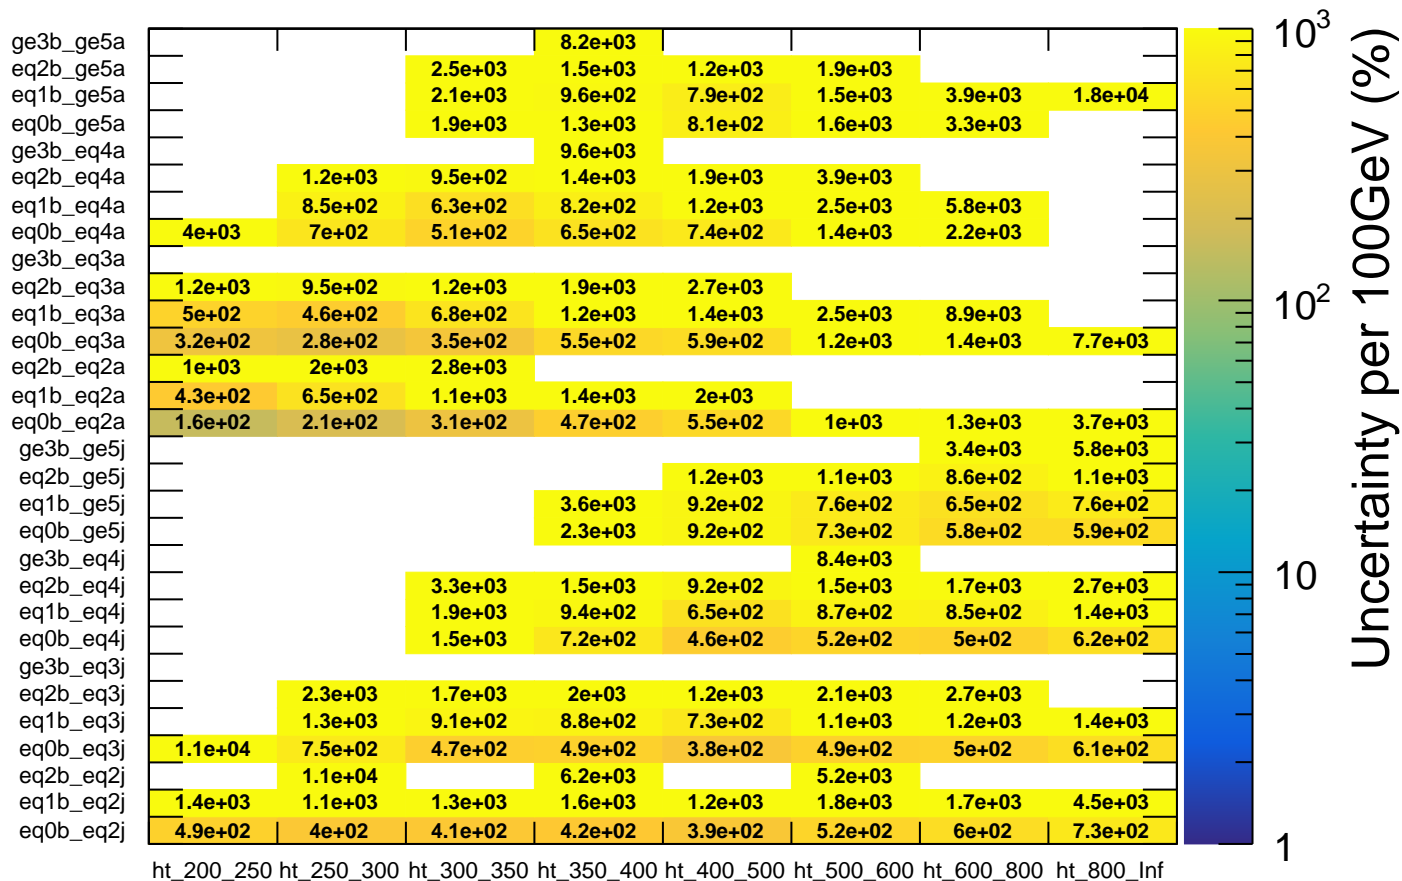 ge3b_ge5a 8.2e+03
eq2b_ge5a 2.5e+03 1.5e+03 1.2e+03 1.9e+03
eq1b_ge5a 2.1e+03 9.6e+02 7.9e+02 1.5e+03 3.9e+03 1.8e+04
eq0b_ge5a 1.9e+03 1.3e+03 8.1e+02 1.6e+03 3.3e+03
ge3b_eq4a 9.6e+03
eq2b_eq4a 1.2e+03 9.5e+02 1.4e+03 1.9e+03 3.9e+03
eq1b_eq4a 8.5e+02 6.3e+02 8.2e+02 1.2e+03 2.5e+03 5.8e+03
eq0b_eq4a 4e+03 7e+02 5.1e+02 6.5e+02 7.4e+02 1.4e+03 2.2e+03
ge3b_eq3a
eq2b_eq3a 1.2e+03 9.5e+02 1.2e+03 1.9e+03 2.7e+03
eq1b_eq3a 5e+02 4.6e+02 6.8e+02 1.2e+03 1.4e+03 2.5e+03 8.9e+03
eq0b_eq3a 3.2e+02 2.8e+02 3.5e+02 5.5e+02 5.9e+02 1.2e+03 1.4e+03 7.7e+03
eq2b_eq2a 1e+03 2e+03 2.8e+03
eq1b_eq2a 4.3e+02 6.5e+02 1.1e+03 1.4e+03 2e+03
eq0b_eq2a 1.6e+02 2.1e+02 3.1e+02 4.7e+02 5.5e+02 1e+03 1.3e+03 3.7e+03
ge3b_ge5j 3.4e+03 5.8e+03
eq2b_ge5j 1.2e+03 1.1e+03 8.6e+02 1.1e+03
eq1b_ge5j 3.6e+03 9.2e+02 7.6e+02 6.5e+02 7.6e+02
eq0b_ge5j 2.3e+03 9.2e+02 7.3e+02 5.8e+02 5.9e+02
ge3b_eq4j 8.4e+03
eq2b_eq4j 3.3e+03 1.5e+03 9.2e+02 1.5e+03 1.7e+03 2.7e+03
eq1b_eq4j 1.9e+03 9.4e+02 6.5e+02 8.7e+02 8.5e+02 1.4e+03
eq0b_eq4j 1.5e+03 7.2e+02 4.6e+02 5.2e+02 5e+02 6.2e+02
ge3b_eq3j
eq2b_eq3j 2.3e+03 1.7e+03 2e+03 1.2e+03 2.1e+03 2.7e+03
eq1b_eq3j 1.3e+03 9.1e+02 8.8e+02 7.3e+02 1.1e+03 1.2e+03 1.4e+03
eq0b_eq3j 1.1e+04 7.5e+02 4.7e+02 4.9e+02 3.8e+02 4.9e+02 5e+02 6.1e+02
eq2b_eq2j 1.1e+04 6.2e+03 5.2e+03
eq1b_eq2j 1.4e+03 1.1e+03 1.3e+03 1.6e+03 1.2e+03 1.8e+03 1.7e+03 4.5e+03
eq0b_eq2j 4.9e+02 4e+02 4.1e+02 4.2e+02 3.9e+02 5.2e+02 6e+02 7.3e+02
ht_200_250 ht_250_300 ht_300_350 ht_350_400 ht_400_500 ht_500_600 ht_600_800 ht_800_Inf
10³
10²
10
1
Uncertainty per 100GeV (%)